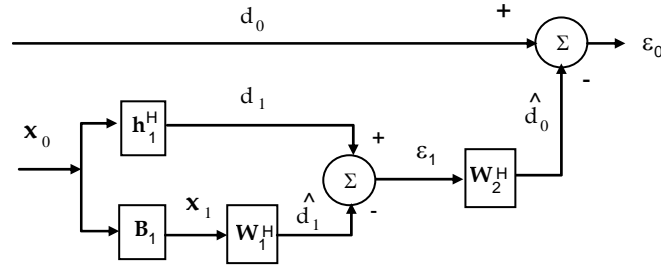 d₀
+
Σ
ε₀
-
d̂₀
x₀
h₁ᴴ
d₁
+
Σ
ε₁
W₂ᴴ
-
B₁
x₁
W₁ᴴ
d̂₁